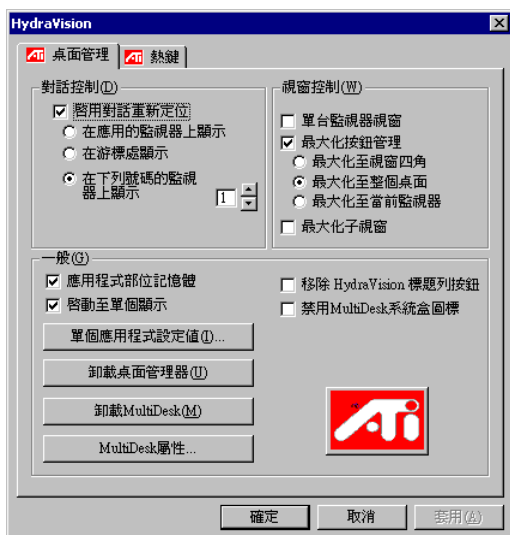 HydraVision
桌面管理
熱鍵
對話控制(D)
啓用對話重新定位
在應用的監視器上顯示
在游標處顯示
在下列號碼的監視
器上顯示
1
視窗控制(W)
單台監視器視窗
最大化按鈕管理
最大化至視窗四角
最大化至整個桌面
最大化至當前監視器
最大化子視窗
一般(G)
應用程式部位記憶體
啓動至單個顯示
移除 HydraVision 標題列按鈕
禁用MultiDesk系統盒圖標
單個應用程式設定値(I)...
卸載桌面管理器(U)
卸載MultiDesk(M)
MultiDesk屬性...
ATI
確定
取消
套用(A)